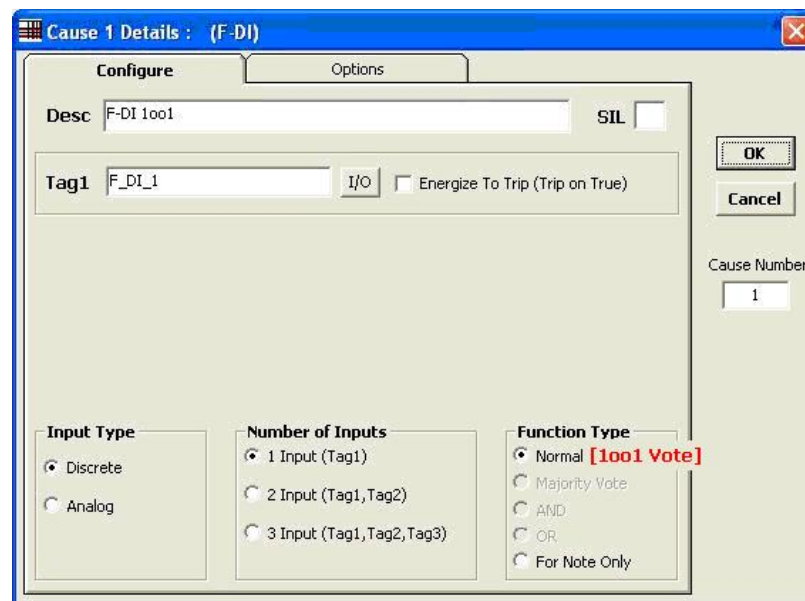 Cause 1 Details : (F-DI)
Configure
Options
Desc F-DI 1oo1
SIL
Tag1 F_DI_1 I/O Energize To Trip (Trip on True)
OK
Cancel
Cause Number
1
Input Type
Discrete
Analog
Number of Inputs
1 Input (Tag1)
2 Input (Tag1,Tag2)
3 Input (Tag1,Tag2,Tag3)
Function Type
Normal [1oo1 Vote]
Majority Vote
AND
OR
For Note Only